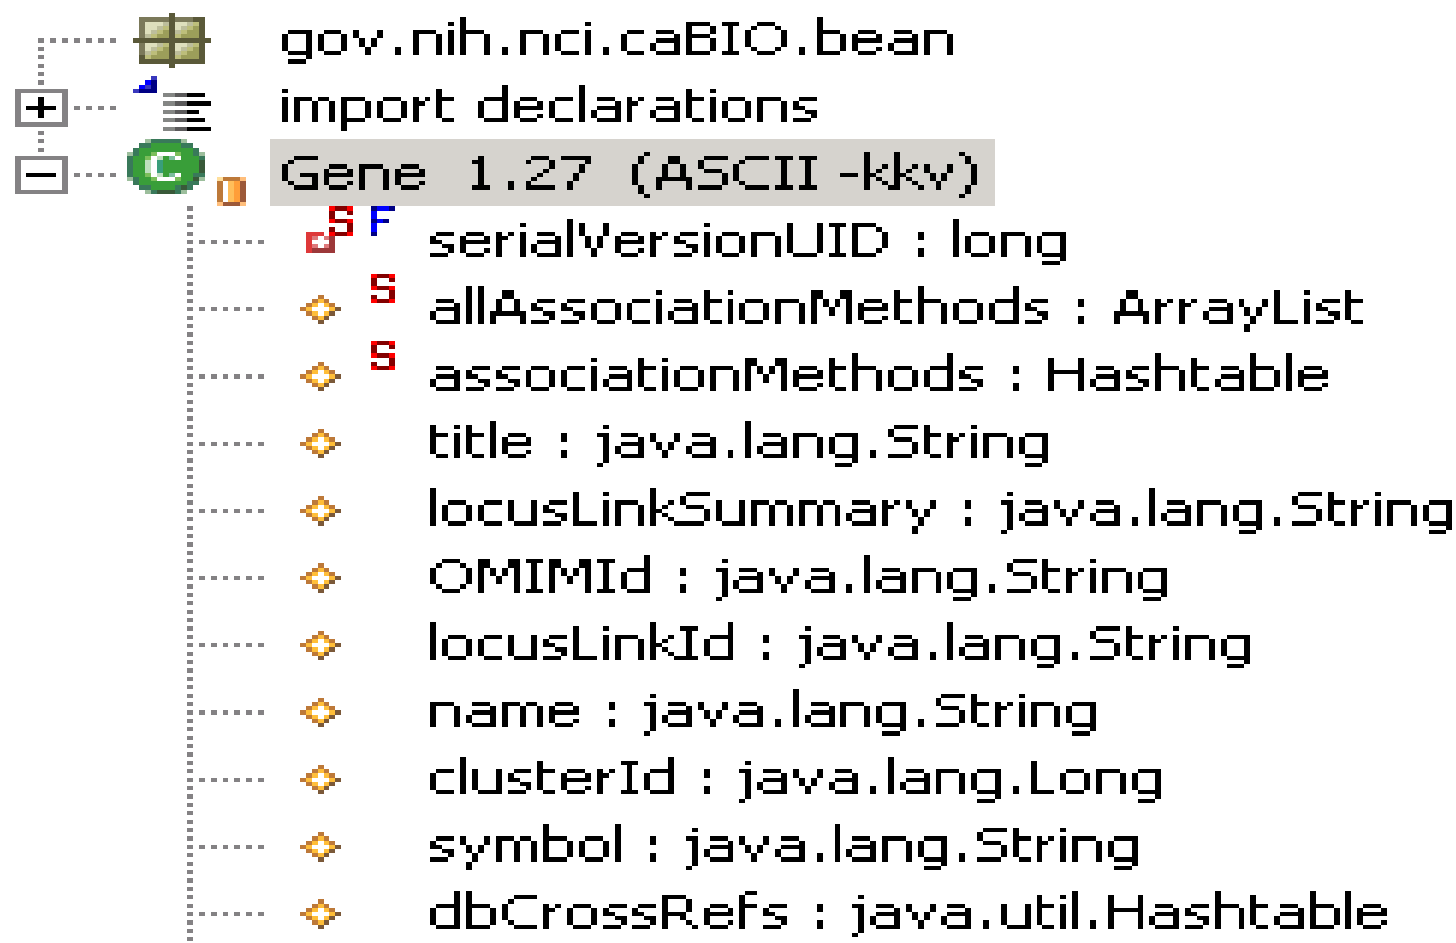 gov.nih.nci.caBIO.bean
import declarations
C Gene 1.27 (ASCII -kkv)
S F serialVersionUID : long
S allAssociationMethods : ArrayList
S associationMethods : Hashtable
title : java.lang.String
locusLinkSummary : java.lang.String
OMIMId : java.lang.String
locusLinkId : java.lang.String
name : java.lang.String
clusterId : java.lang.Long
symbol : java.lang.String
dbCrossRefs : java.util.Hashtable